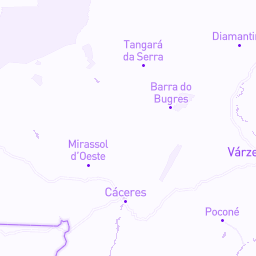 Diamantin
Tangará
da Serra
Barra do
Bugres
Mirassol
d'Oeste
Várze
Cáceres
Poconé